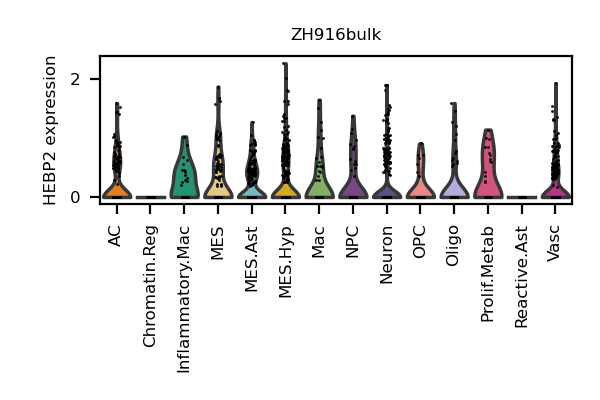 ZH916bulk
HEBP2 expression
2
0
AC
Chromatin.Reg
Inflammatory.Mac
MES
MES.Ast
MES.Hyp
Mac
NPC
Neuron
OPC
Oligo
Prolif.Metab
Reactive.Ast
Vasc